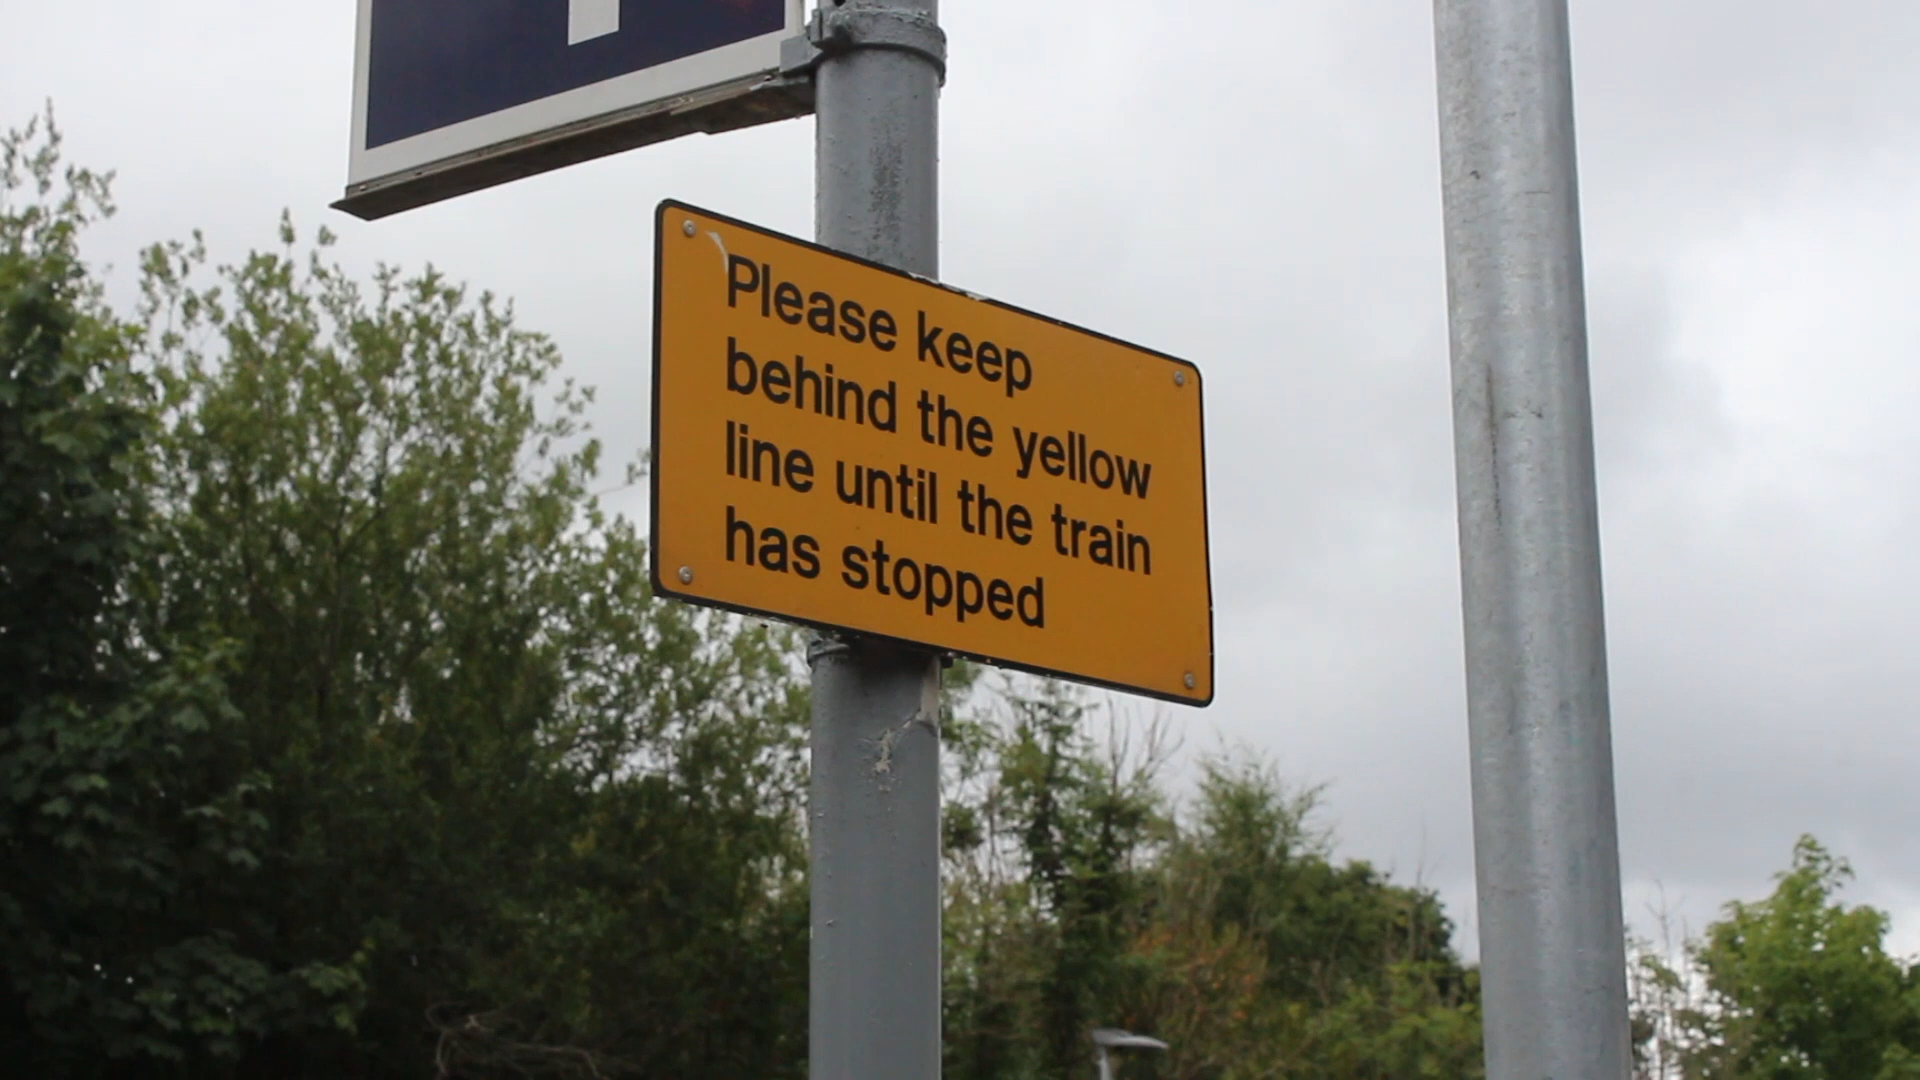 Please keep
behind the yellow
line until the train
has stopped